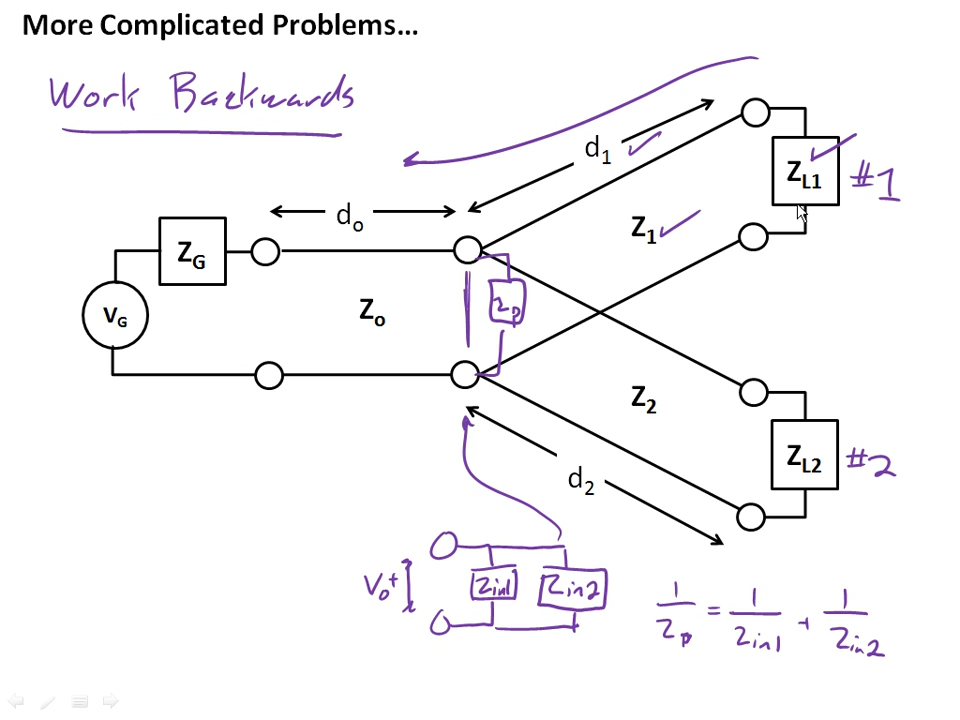 More Complicated Problems...
Work Backwards
d1
ZL1
#1
do
Z1
ZG
VG
Zo
Zp
Z2
ZL2
#2
d2
Vo+
Zin1
Zin2
1/Zp = 1/Zin1 + 1/Zin2